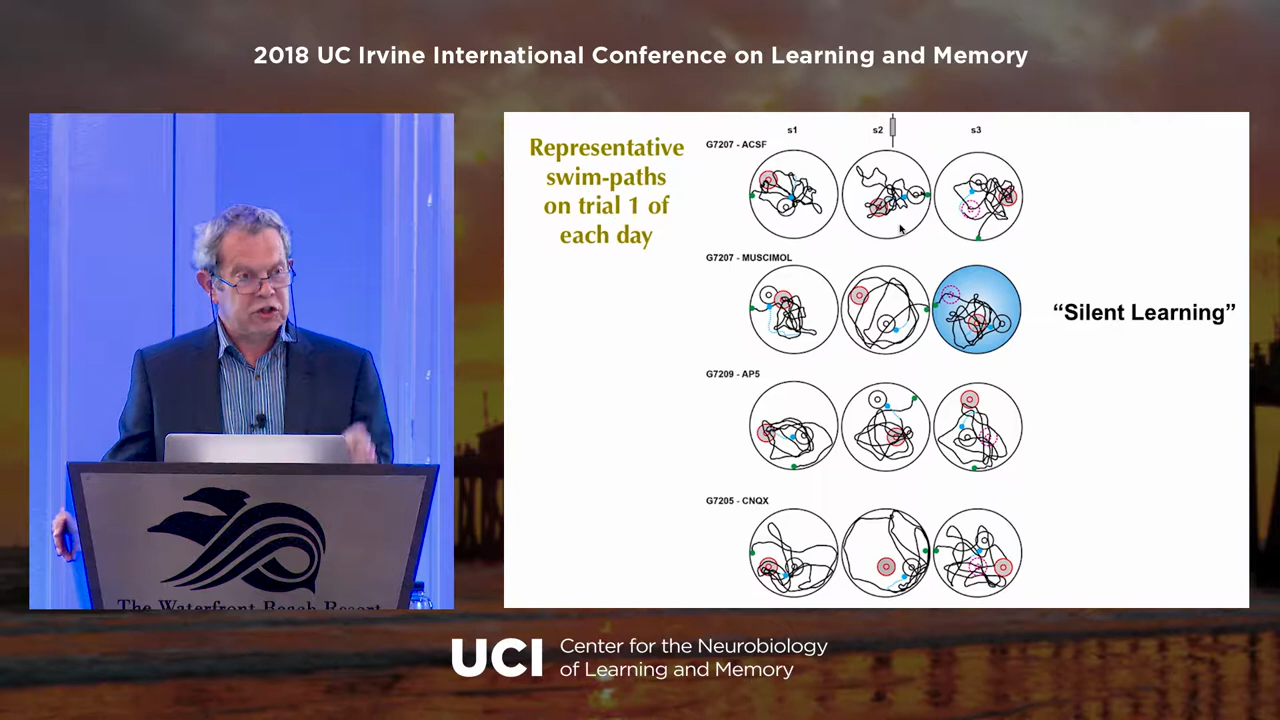 2018 UC Irvine International Conference on Learning and Memory
Representative
swim-paths
on trial 1 of
each day
s1
s2
s3
G7207 - ACSF
G7207 - MUSCIMOL
“Silent Learning”
G7209 - AP5
G7205 - CNQX
The Waterfront Beach Resort
UCI
Center for the Neurobiology
of Learning and Memory